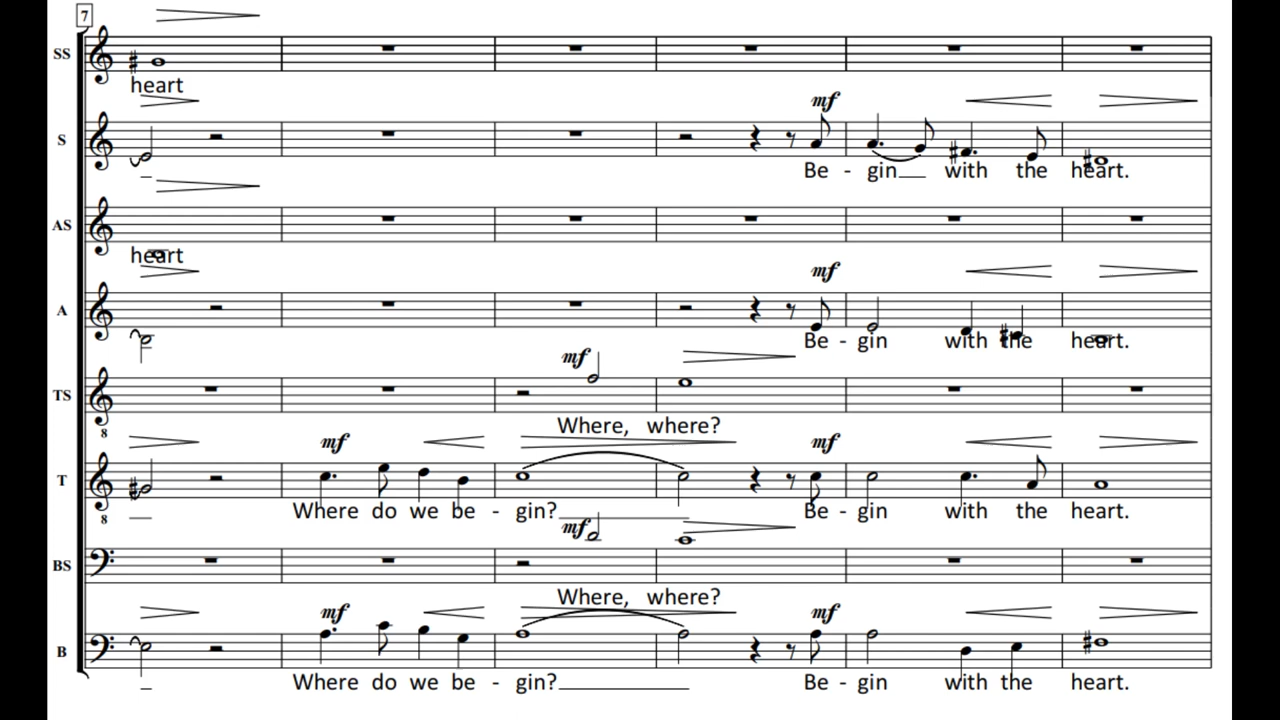 7
SS
heart
mf
S
Be - gin with the heart.
AS
heart
mf
A
Be - gin with the heart.
mf
TS
8
Where, where?
mf mf
T
8
Where do we be - gin? Be - gin with the heart.
mf
BS
Where, where?
mf mf
B
Where do we be - gin? Be - gin with the heart.